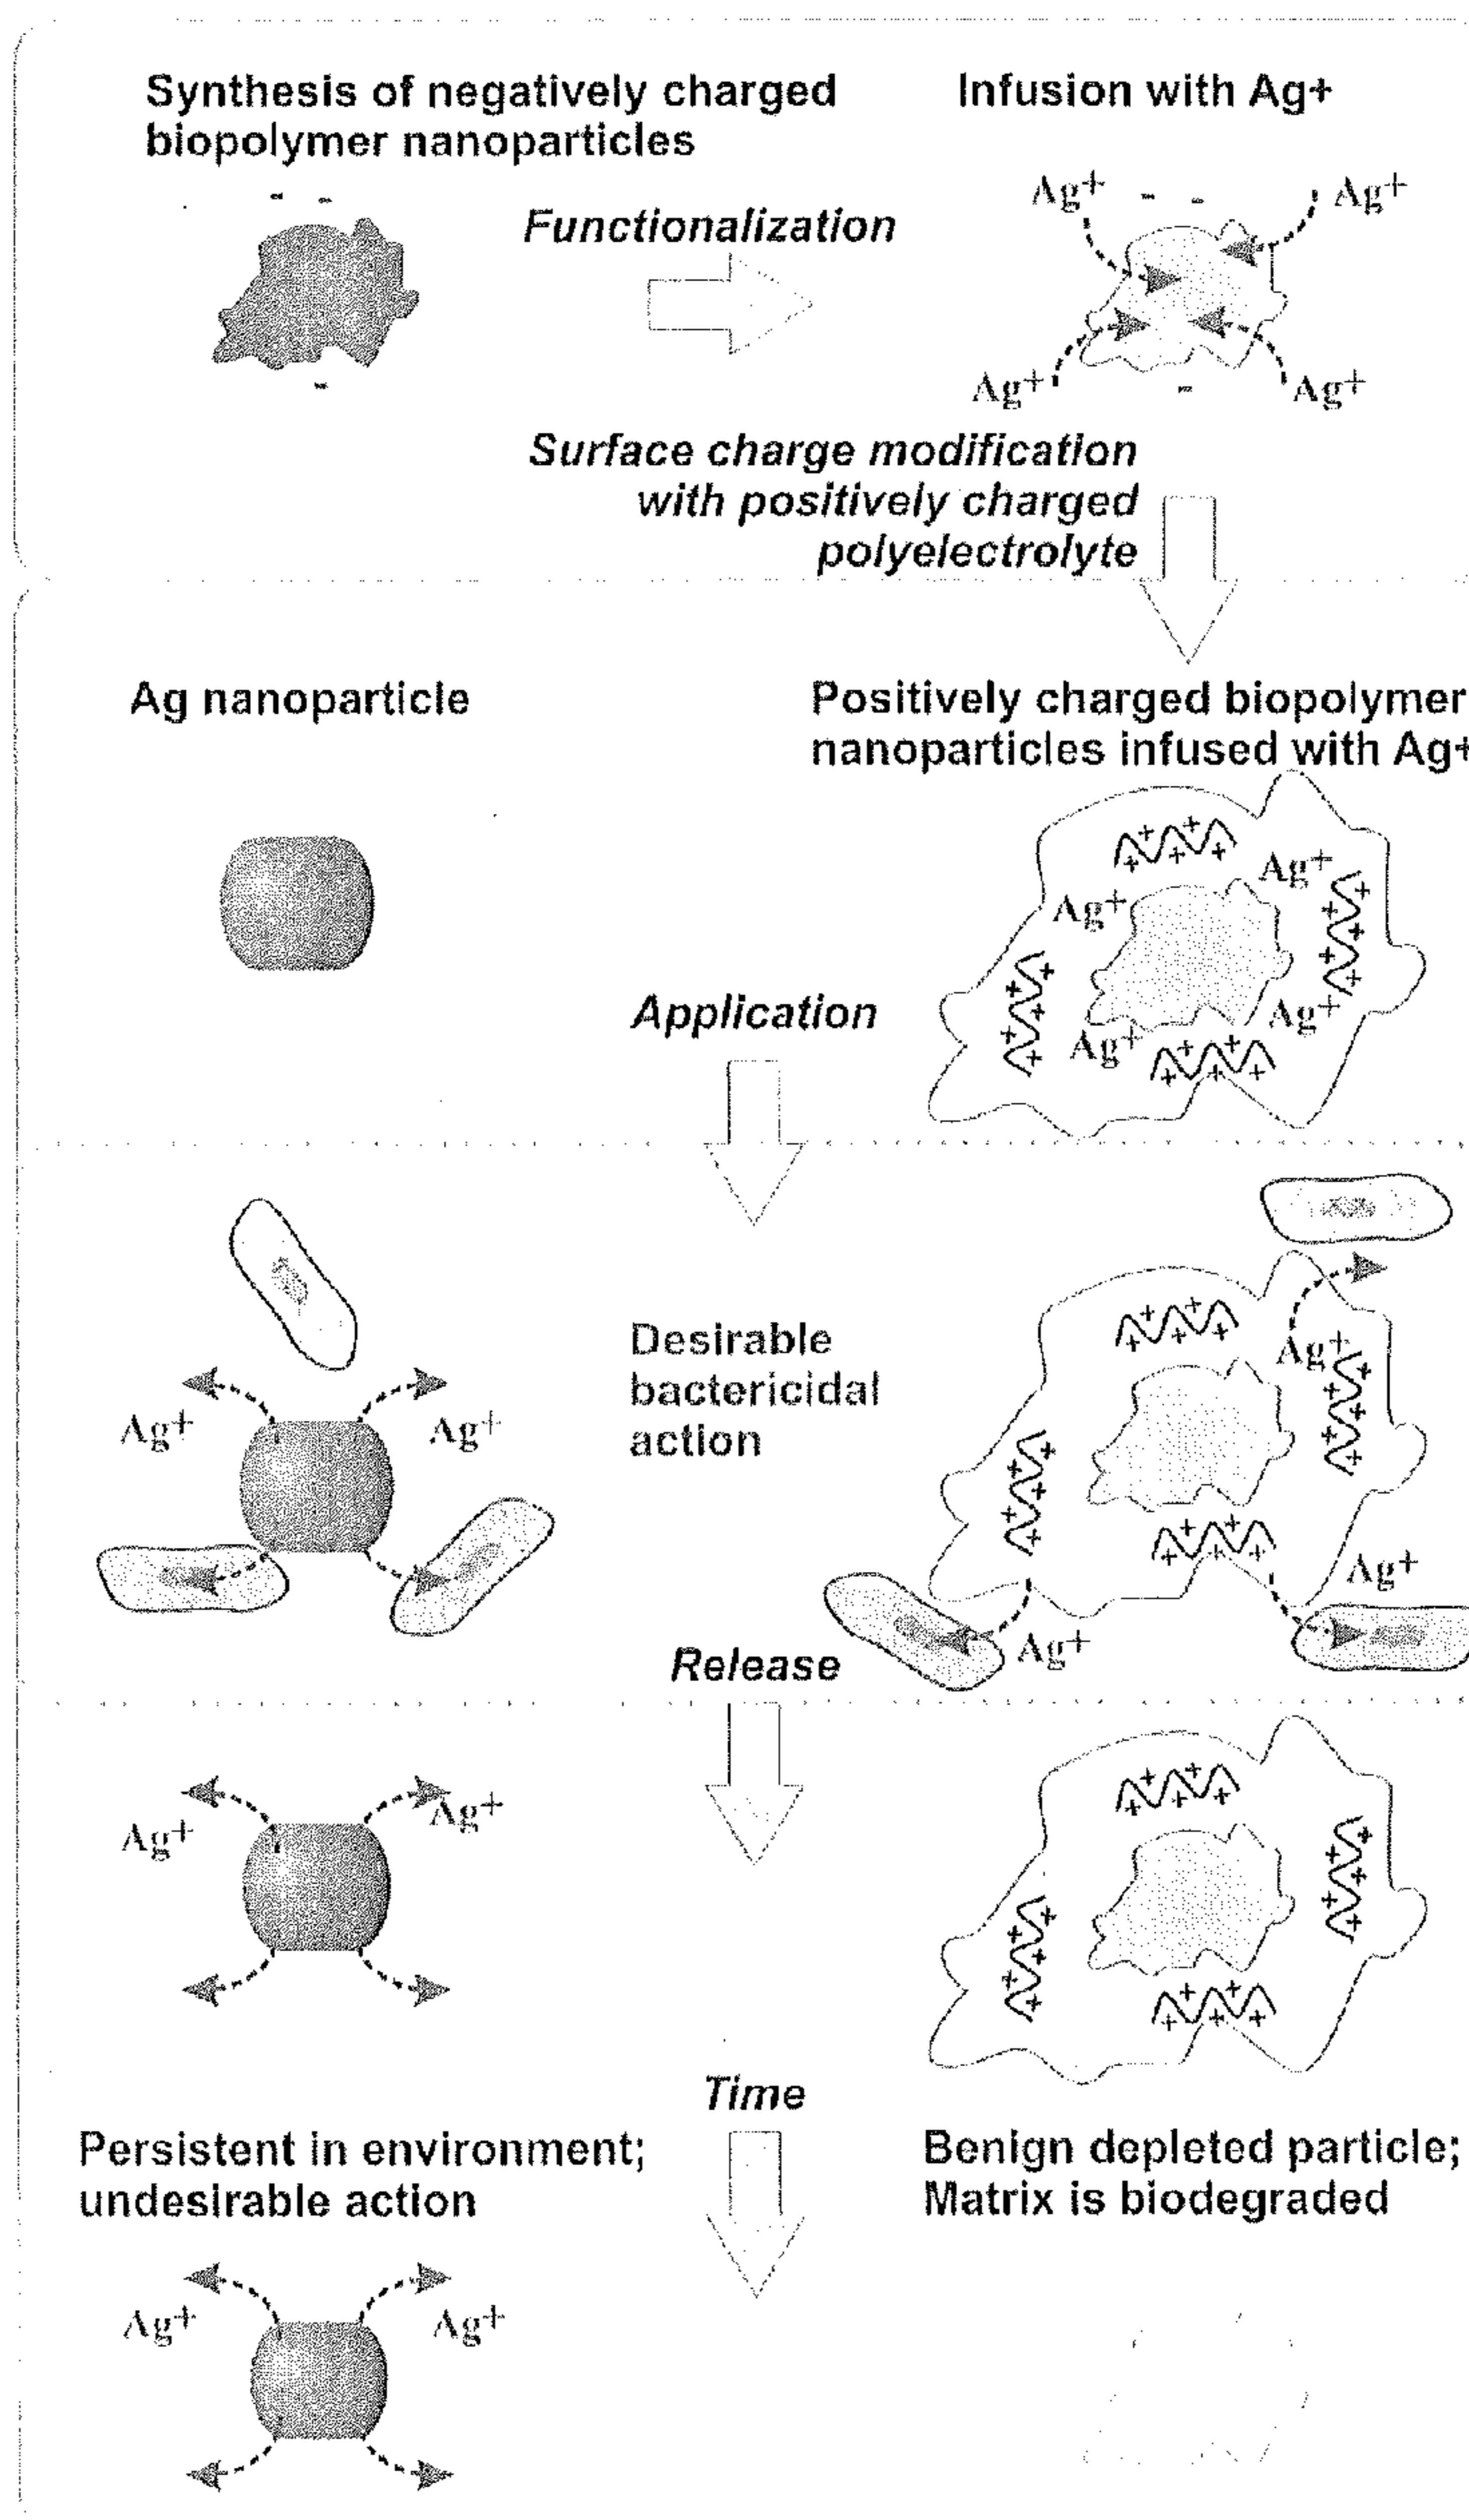 Synthesis of negatively charged
biopolymer nanoparticles
Infusion with Ag+
- -
Ag+ - - Ag+
Functionalization
-
Ag+ - Ag+
Surface charge modification
with positively charged
polyelectrolyte
Ag nanoparticle
Positively charged biopolymer
nanoparticles infused with Ag+
+ + + + +
Ag+
Ag+
+ + + + +
+ + + + +
Application
Ag+
Ag+
+ + + + +
Desirable
bactericidal
action
+ + + + +
Ag+
+ + + + +
Ag+ Ag+
+ + + + +
+ + + + +
Ag+
Ag+
Release
+ + + + +
Ag+ Ag+
+ + + + +
+ + + + +
+ + + + +
Time
Persistent in environment;
undesirable action
Benign depleted particle;
Matrix is biodegraded
Ag+ Ag+